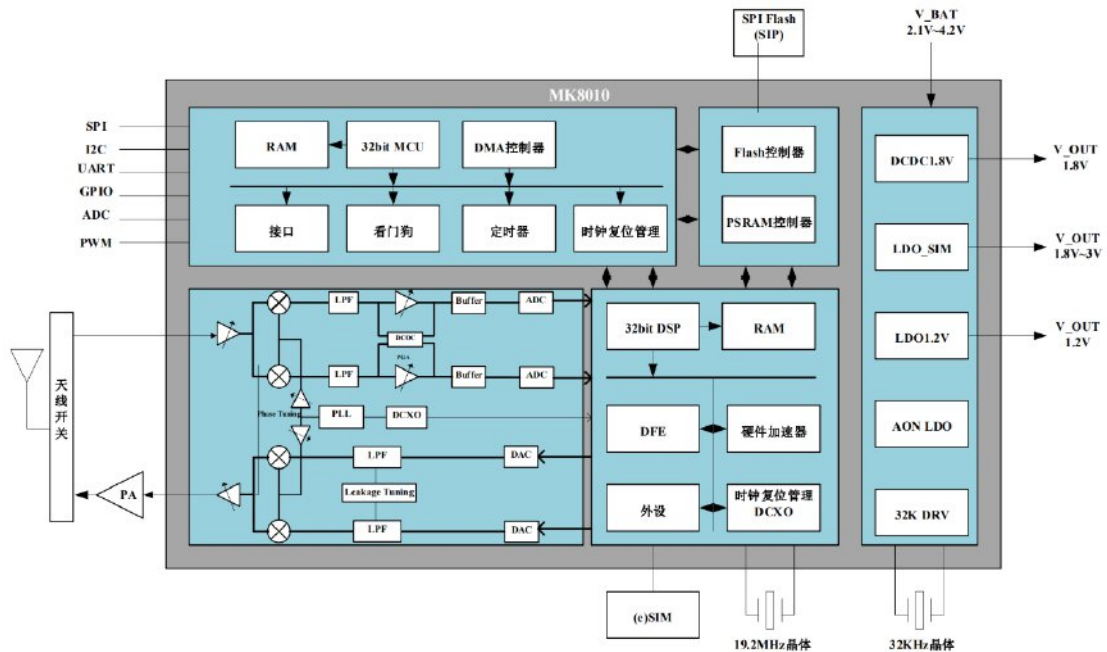 SPI Flash
(SIP)
V_BAT
2.1V~4.2V
MK8010
SPI
I2C
UART
GPIO
ADC
PWM
RAM
32bit MCU
DMA控制器
接口
看门狗
定时器
时钟复位管理
Flash控制器
PSRAM控制器
DCDC1.8V
V_OUT
1.8V
LDO_SIM
V_OUT
1.8V~3V
LDO1.2V
V_OUT
1.2V
AON LDO
32K DRV
LPF
Buffer
ADC
DCOC
LPF
PGA
Buffer
ADC
Phase Tuning
PLL
DCXO
LPF
DAC
Leakage Tuning
LPF
DAC
天线开关
PA
32bit DSP
RAM
DFE
硬件加速器
外设
时钟复位管理
DCXO
(e)SIM
19.2MHz晶体
32KHz晶体